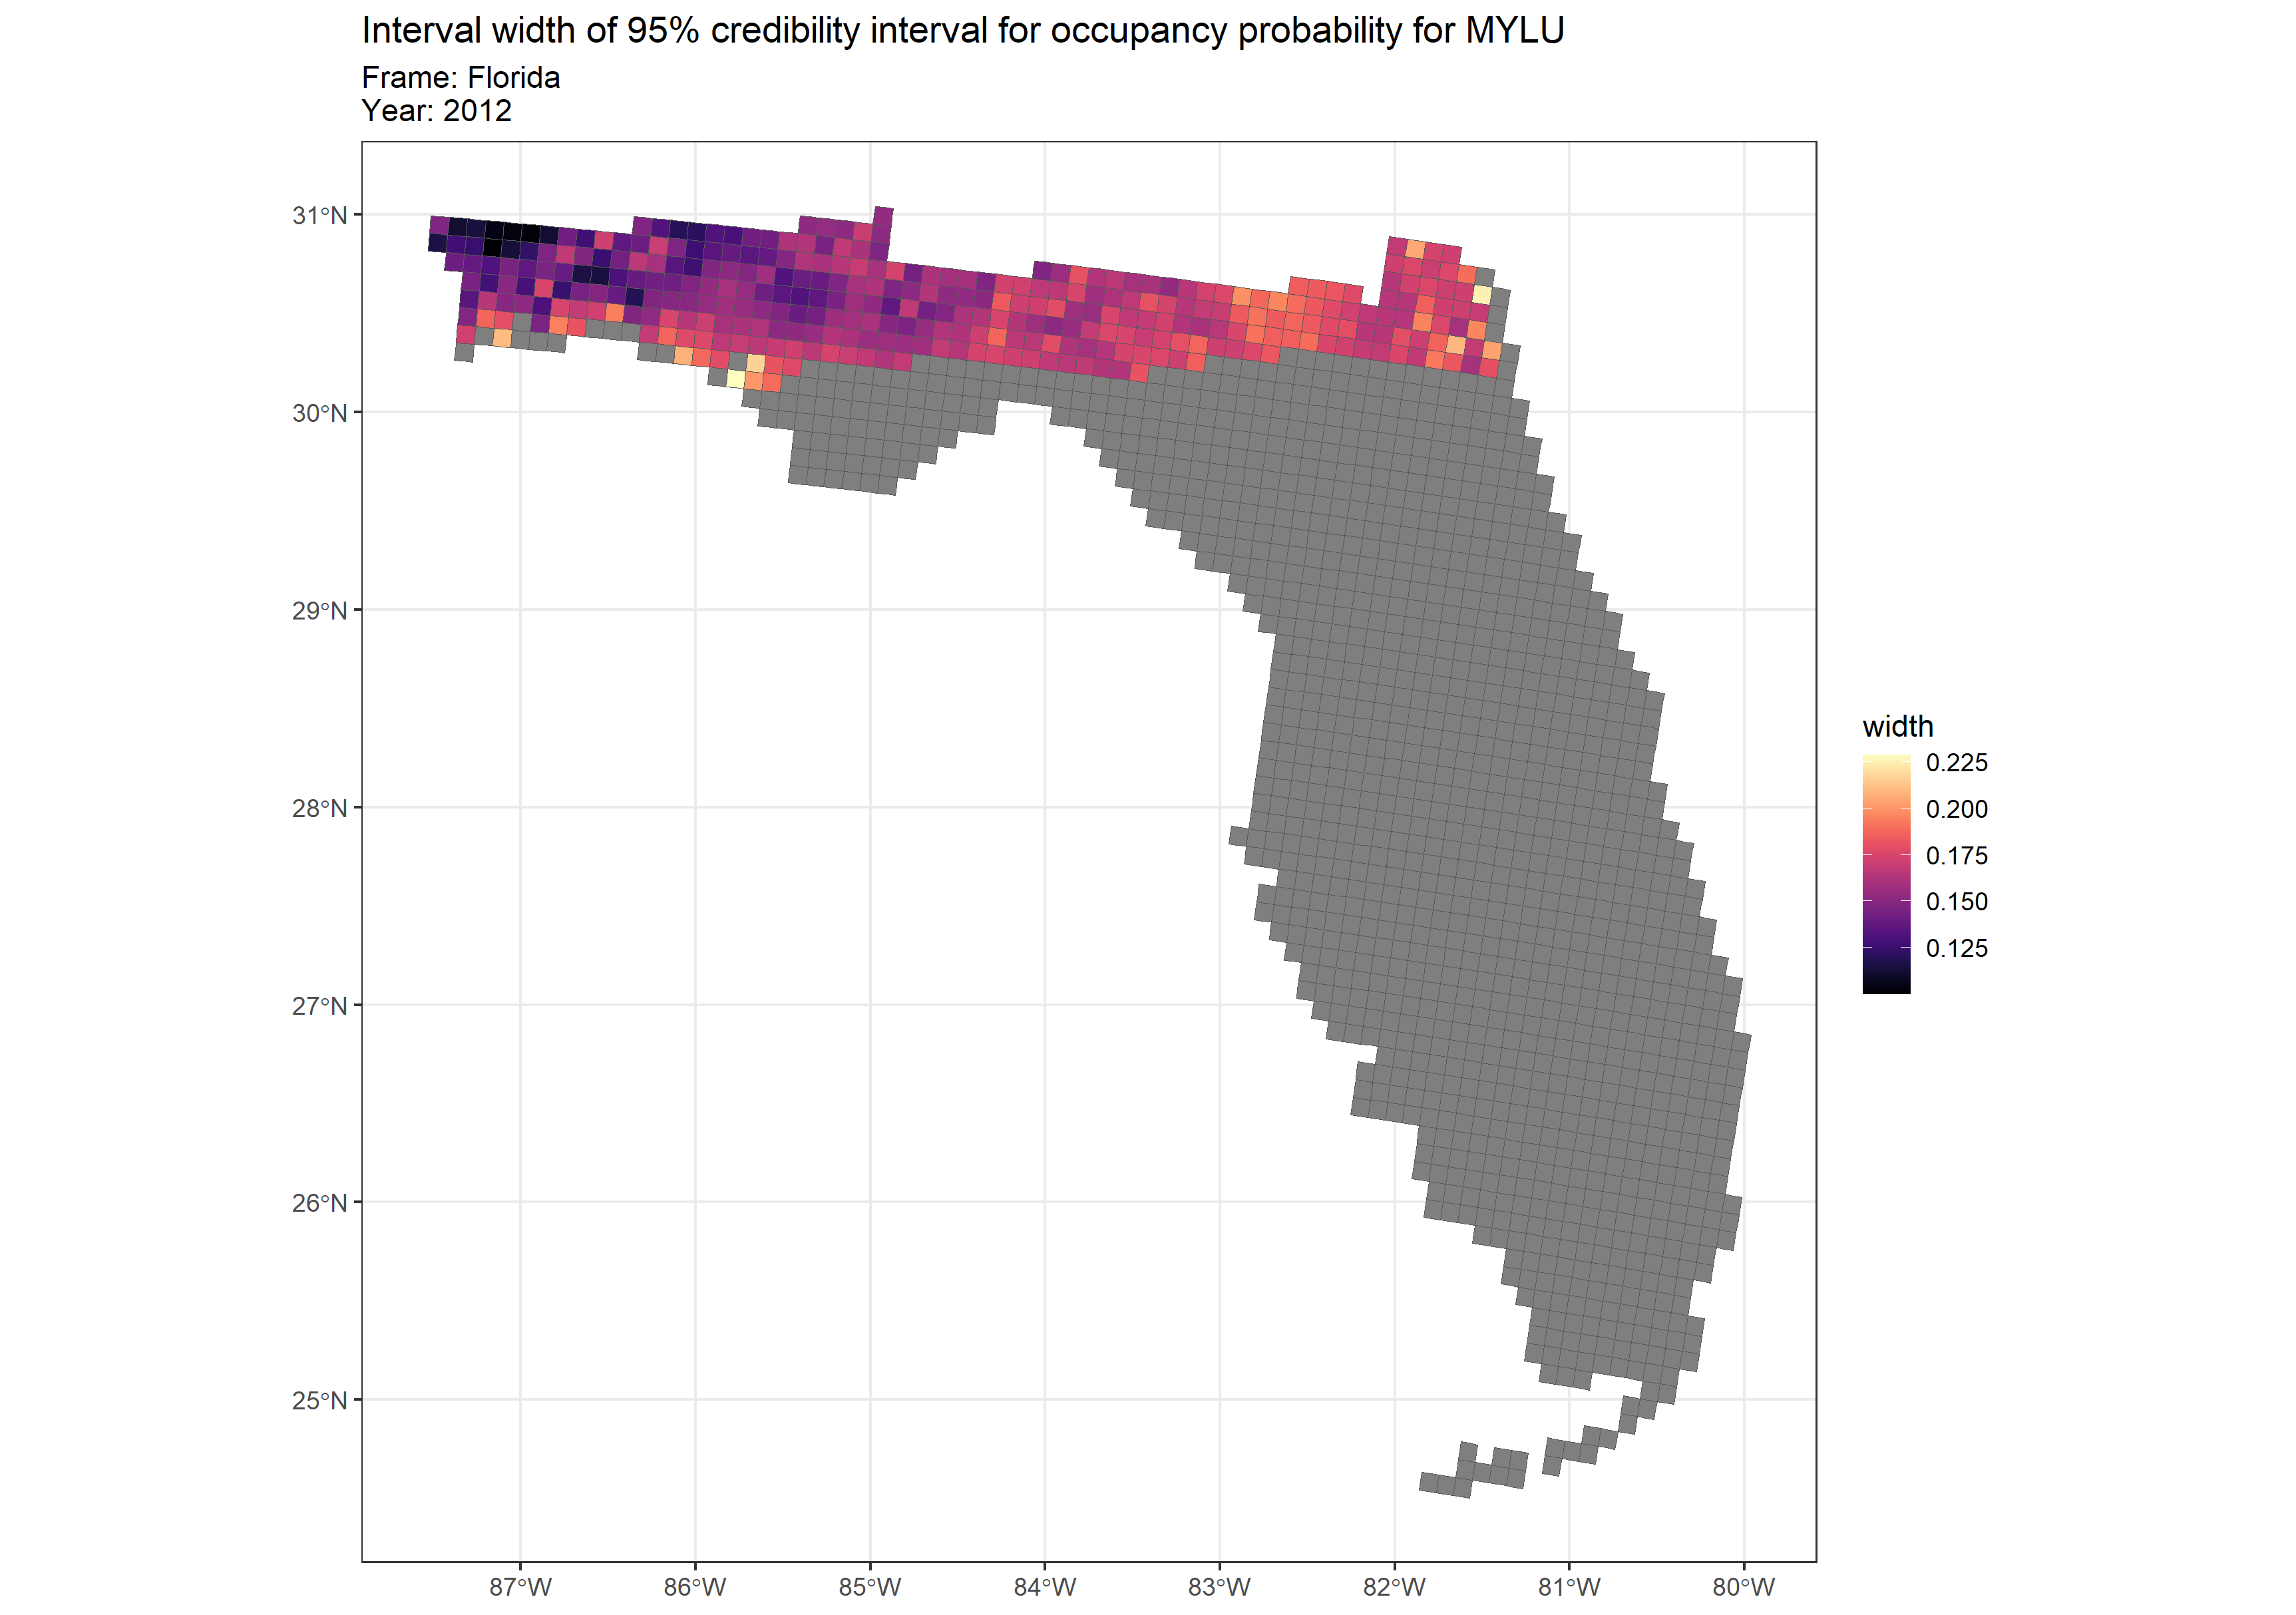 Interval width of 95% credibility interval for occupancy probability for MYLU
Frame: Florida
Year: 2012
31°N
30°N
29°N
28°N
27°N
26°N
25°N
87°W
86°W
85°W
84°W
83°W
82°W
81°W
80°W
width
0.225
0.200
0.175
0.150
0.125